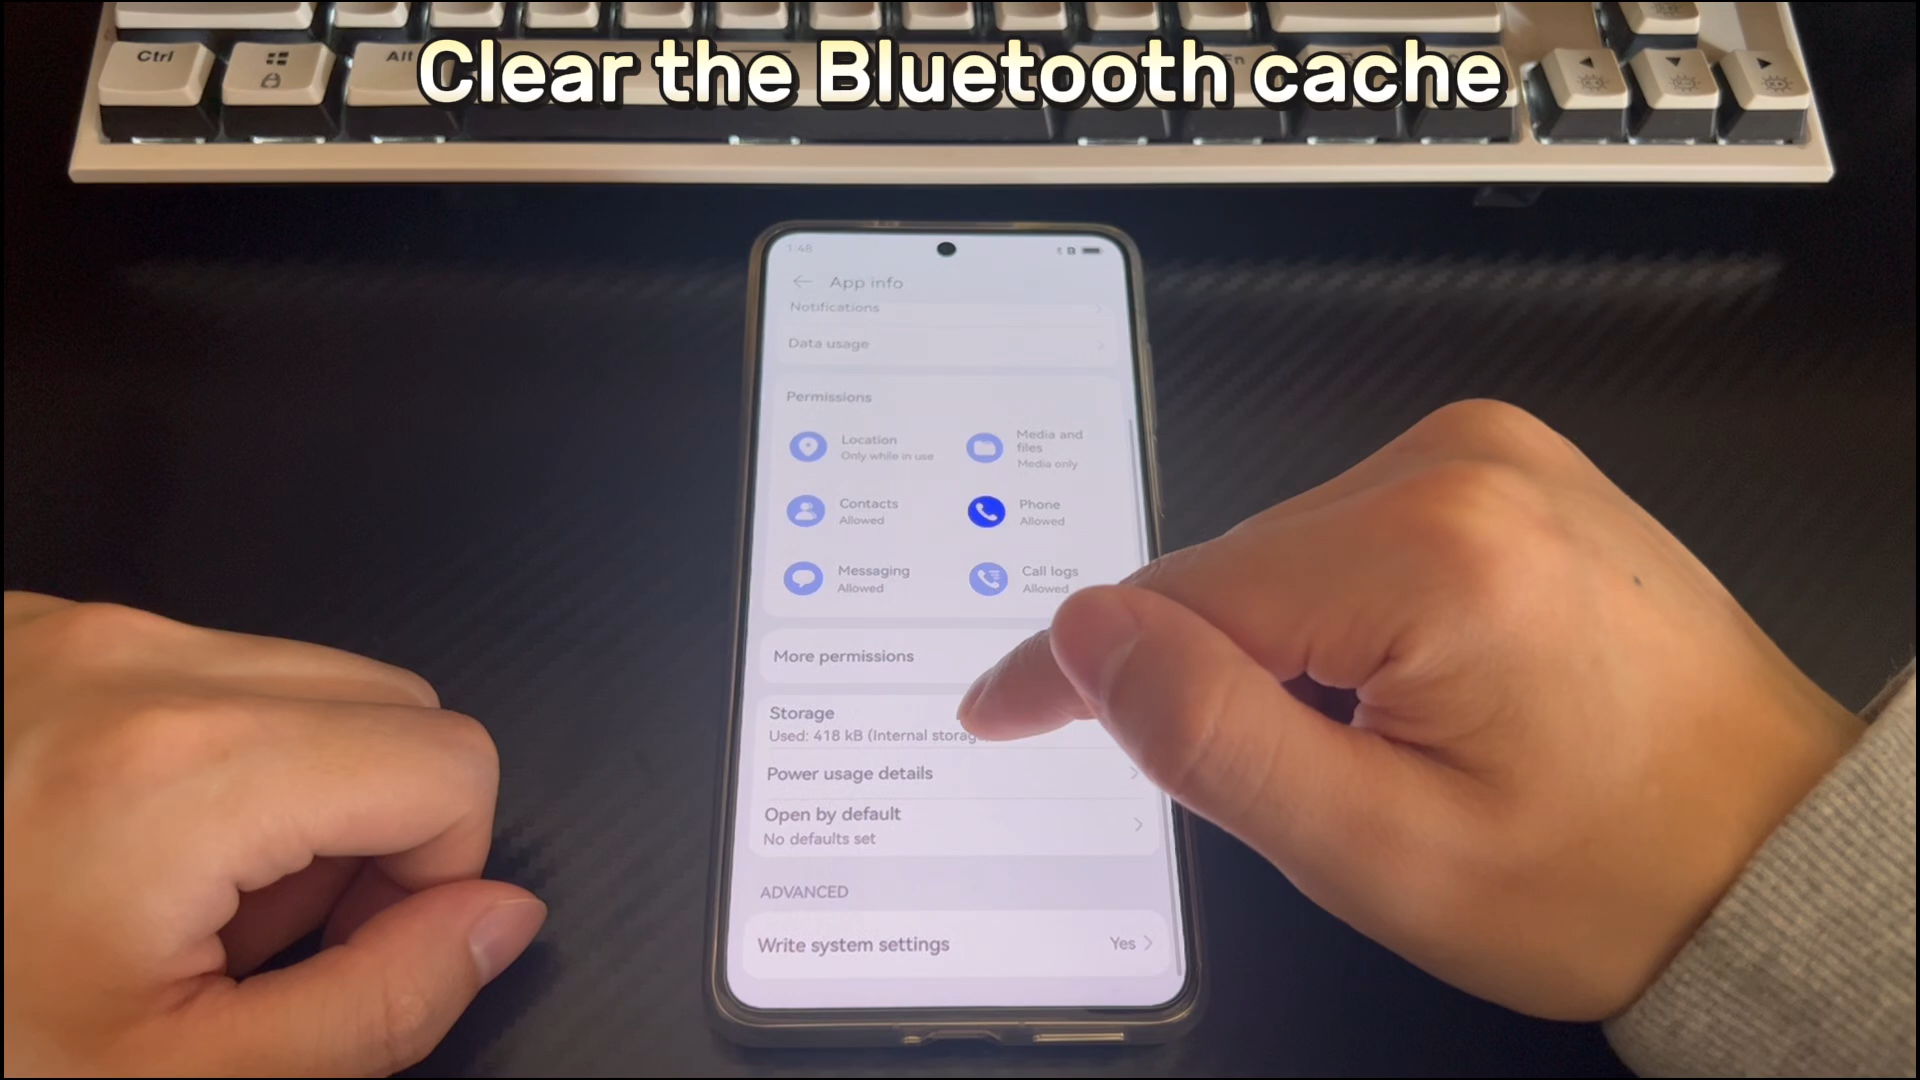 Ctrl
Alt
Clear the Bluetooth cache
1:48
App info
Notifications
Data usage
Permissions
Location
Only while in use
Media and
files
Media only
Contacts
Allowed
Phone
Allowed
Messaging
Allowed
Call logs
Allowed
More permissions
Storage
Used: 418 kB (Internal storag
Power usage details
Open by default
No defaults set
ADVANCED
Write system settings
Yes